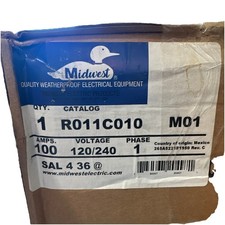 Midwest
QUALITY WEATHERPROOF ELECTRICAL EQUIPMENT
QTY. CATALOG
1 R011C010 M01
AMPS. VOLTAGE PHASE Country of origin: Mexico
100 120/240 1
SAL 4 36 @
www.midwestelectric.com